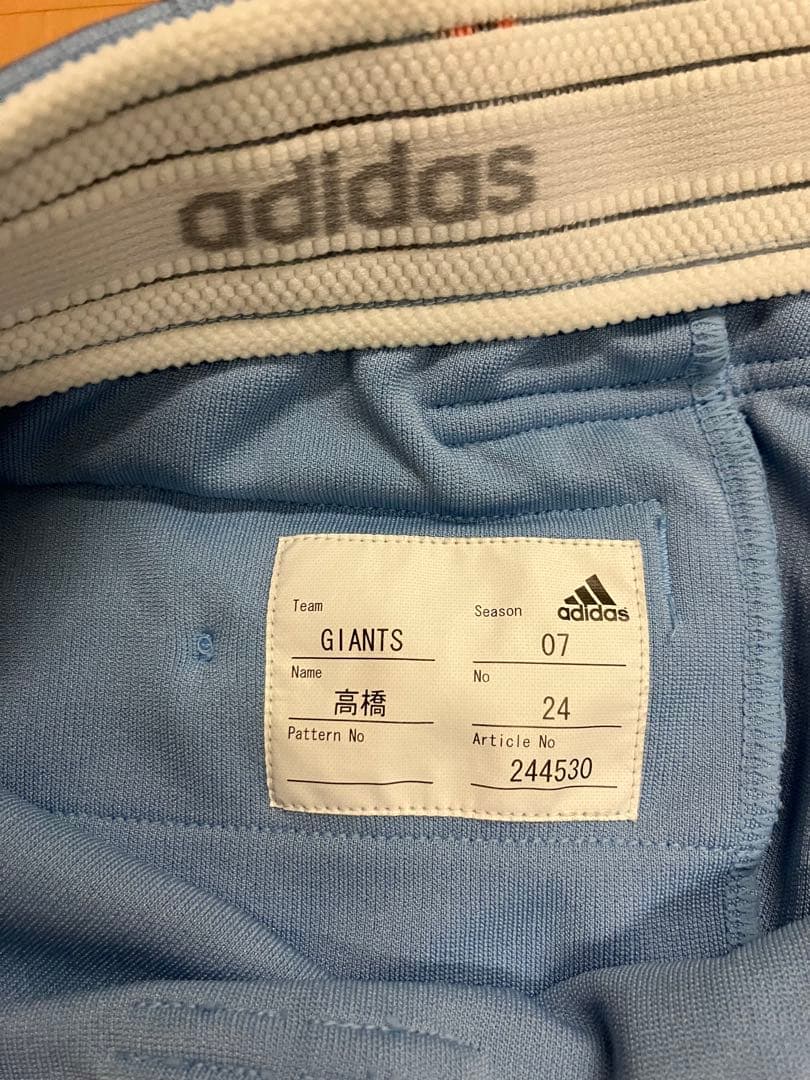 adidas
Team
GIANTS
Season
07
adidas
Name
高橋
No
24
Pattern No
Article No
244530